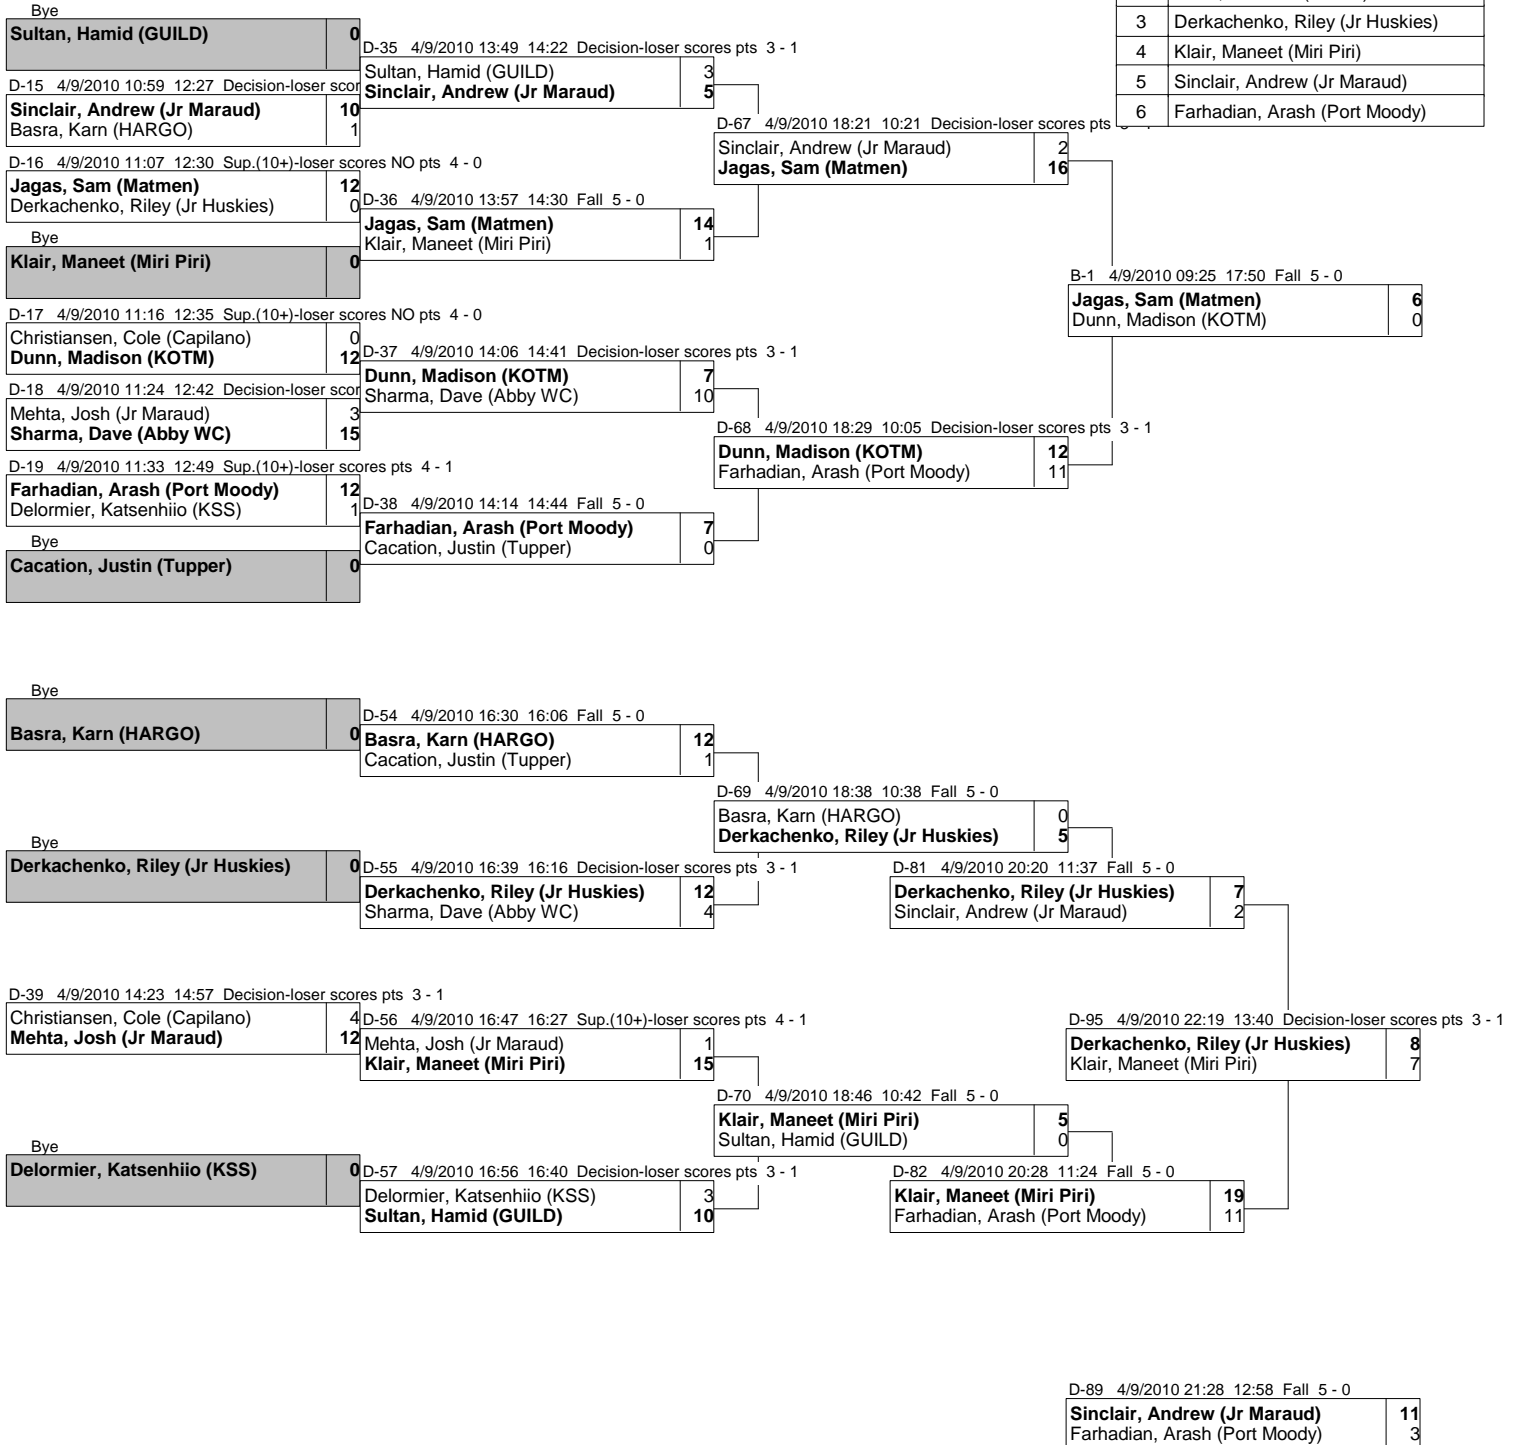 3 Derkachenko, Riley (Jr Huskies)
4 Klair, Maneet (Miri Piri)
5 Sinclair, Andrew (Jr Maraud)
6 Farhadian, Arash (Port Moody)
Bye
Sultan, Hamid (GUILD) 0
D-15 4/9/2010 10:59 12:27 Decision-loser scor
Sinclair, Andrew (Jr Maraud) 10
Basra, Karn (HARGO) 1
D-16 4/9/2010 11:07 12:30 Sup.(10+)-loser scores NO pts 4 - 0
Jagas, Sam (Matmen) 12
Derkachenko, Riley (Jr Huskies) 0
Bye
Klair, Maneet (Miri Piri) 0
D-17 4/9/2010 11:16 12:35 Sup.(10+)-loser scores NO pts 4 - 0
Christiansen, Cole (Capilano) 0
Dunn, Madison (KOTM) 12
D-18 4/9/2010 11:24 12:42 Decision-loser scor
Mehta, Josh (Jr Maraud) 3
Sharma, Dave (Abby WC) 15
D-19 4/9/2010 11:33 12:49 Sup.(10+)-loser scores pts 4 - 1
Farhadian, Arash (Port Moody) 12
Delormier, Katsenhiio (KSS) 1
Bye
Cacation, Justin (Tupper) 0
D-35 4/9/2010 13:49 14:22 Decision-loser scores pts 3 - 1
Sultan, Hamid (GUILD) 3
Sinclair, Andrew (Jr Maraud) 5
D-36 4/9/2010 13:57 14:30 Fall 5 - 0
Jagas, Sam (Matmen) 14
Klair, Maneet (Miri Piri) 1
D-37 4/9/2010 14:06 14:41 Decision-loser scores pts 3 - 1
Dunn, Madison (KOTM) 7
Sharma, Dave (Abby WC) 10
D-38 4/9/2010 14:14 14:44 Fall 5 - 0
Farhadian, Arash (Port Moody) 7
Cacation, Justin (Tupper) 0
D-67 4/9/2010 18:21 10:21 Decision-loser scores pts
Sinclair, Andrew (Jr Maraud) 2
Jagas, Sam (Matmen) 16
D-68 4/9/2010 18:29 10:05 Decision-loser scores pts 3 - 1
Dunn, Madison (KOTM) 12
Farhadian, Arash (Port Moody) 11
B-1 4/9/2010 09:25 17:50 Fall 5 - 0
Jagas, Sam (Matmen) 6
Dunn, Madison (KOTM) 0
Bye
Basra, Karn (HARGO) 0
Bye
Derkachenko, Riley (Jr Huskies) 0
D-39 4/9/2010 14:23 14:57 Decision-loser scores pts 3 - 1
Christiansen, Cole (Capilano) 4
Mehta, Josh (Jr Maraud) 12
Bye
Delormier, Katsenhiio (KSS) 0
D-54 4/9/2010 16:30 16:06 Fall 5 - 0
Basra, Karn (HARGO) 12
Cacation, Justin (Tupper) 1
D-55 4/9/2010 16:39 16:16 Decision-loser scores pts 3 - 1
Derkachenko, Riley (Jr Huskies) 12
Sharma, Dave (Abby WC) 4
D-56 4/9/2010 16:47 16:27 Sup.(10+)-loser scores pts 4 - 1
Mehta, Josh (Jr Maraud) 1
Klair, Maneet (Miri Piri) 15
D-57 4/9/2010 16:56 16:40 Decision-loser scores pts 3 - 1
Delormier, Katsenhiio (KSS) 3
Sultan, Hamid (GUILD) 10
D-69 4/9/2010 18:38 10:38 Fall 5 - 0
Basra, Karn (HARGO) 0
Derkachenko, Riley (Jr Huskies) 5
D-70 4/9/2010 18:46 10:42 Fall 5 - 0
Klair, Maneet (Miri Piri) 5
Sultan, Hamid (GUILD) 0
D-81 4/9/2010 20:20 11:37 Fall 5 - 0
Derkachenko, Riley (Jr Huskies) 7
Sinclair, Andrew (Jr Maraud) 2
D-82 4/9/2010 20:28 11:24 Fall 5 - 0
Klair, Maneet (Miri Piri) 19
Farhadian, Arash (Port Moody) 11
D-95 4/9/2010 22:19 13:40 Decision-loser scores pts 3 - 1
Derkachenko, Riley (Jr Huskies) 8
Klair, Maneet (Miri Piri) 7
D-89 4/9/2010 21:28 12:58 Fall 5 - 0
Sinclair, Andrew (Jr Maraud) 11
Farhadian, Arash (Port Moody) 3